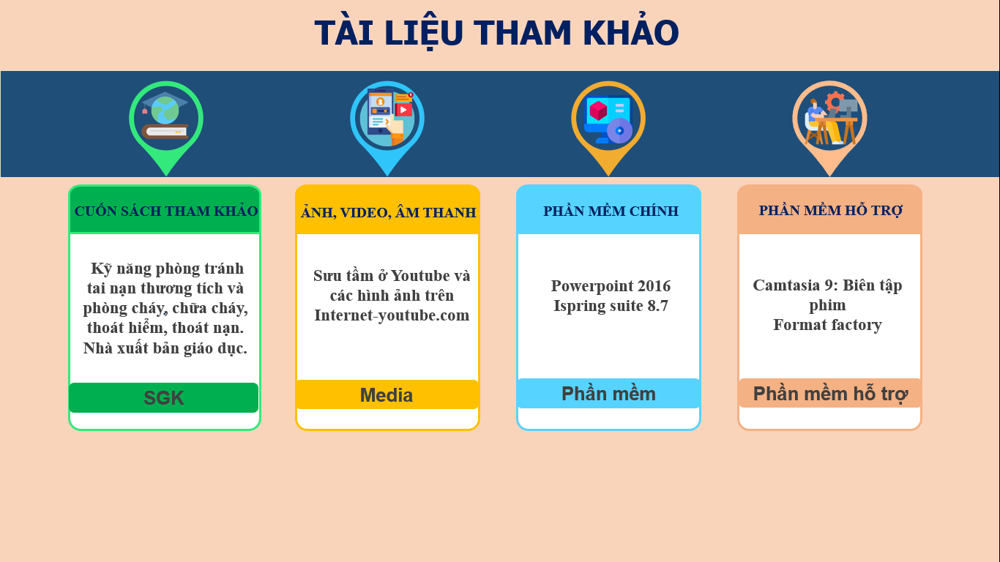 TÀI LIỆU THAM KHẢO
CUỐN SÁCH THAM KHẢO
Kỹ năng phòng tránh
tai nạn thương tích và
phòng cháy, chữa cháy,
thoát hiểm, thoát nạn.
Nhà xuất bản giáo dục.
SGK
ẢNH, VIDEO, ÂM THANH
Sưu tầm ở Youtube và
các hình ảnh trên
Internet-youtube.com
Media
PHẦN MỀM CHÍNH
Powerpoint 2016
Ispring suite 8.7
Phần mềm
PHẦN MỀM HỖ TRỢ
Camtasia 9: Biên tập
phim
Format factory
Phần mềm hỗ trợ